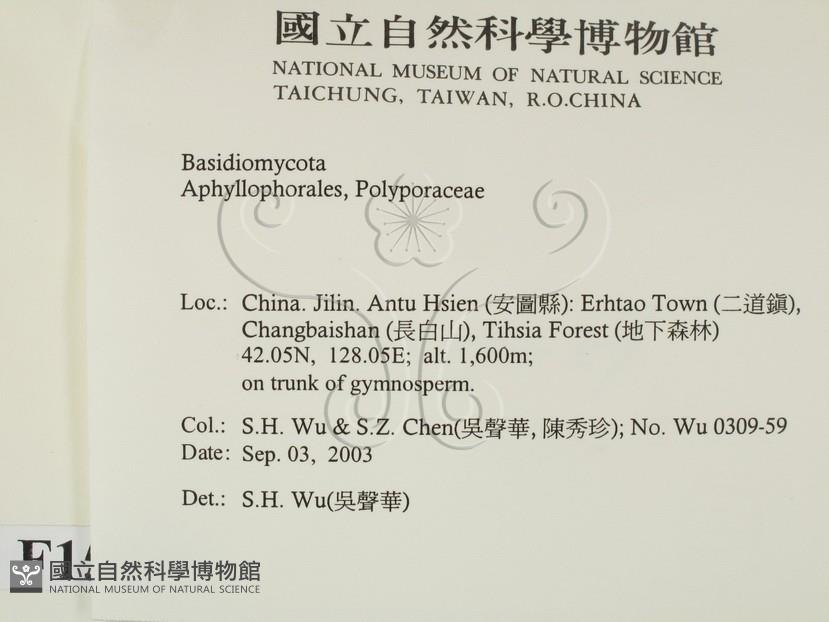 國立自然科學博物館
NATIONAL MUSEUM OF NATURAL SCIENCE
TAICHUNG, TAIWAN, R.O.CHINA
Basidiomycota
Aphyllophorales, Polyporaceae
Loc.: China. Jilin. Antu Hsien (安圖縣): Erhtao Town (二道鎮),
Changbaishan (長白山), Tihsia Forest (地下森林)
42.05N, 128.05E; alt. 1,600m;
on trunk of gymnosperm.
Col.: S.H. Wu & S.Z. Chen(吳聲華, 陳秀珍); No. Wu 0309-59
Date: Sep. 03, 2003
Det.: S.H. Wu(吳聲華)
國立自然科學博物館
NATIONAL MUSEUM OF NATURAL SCIENCE